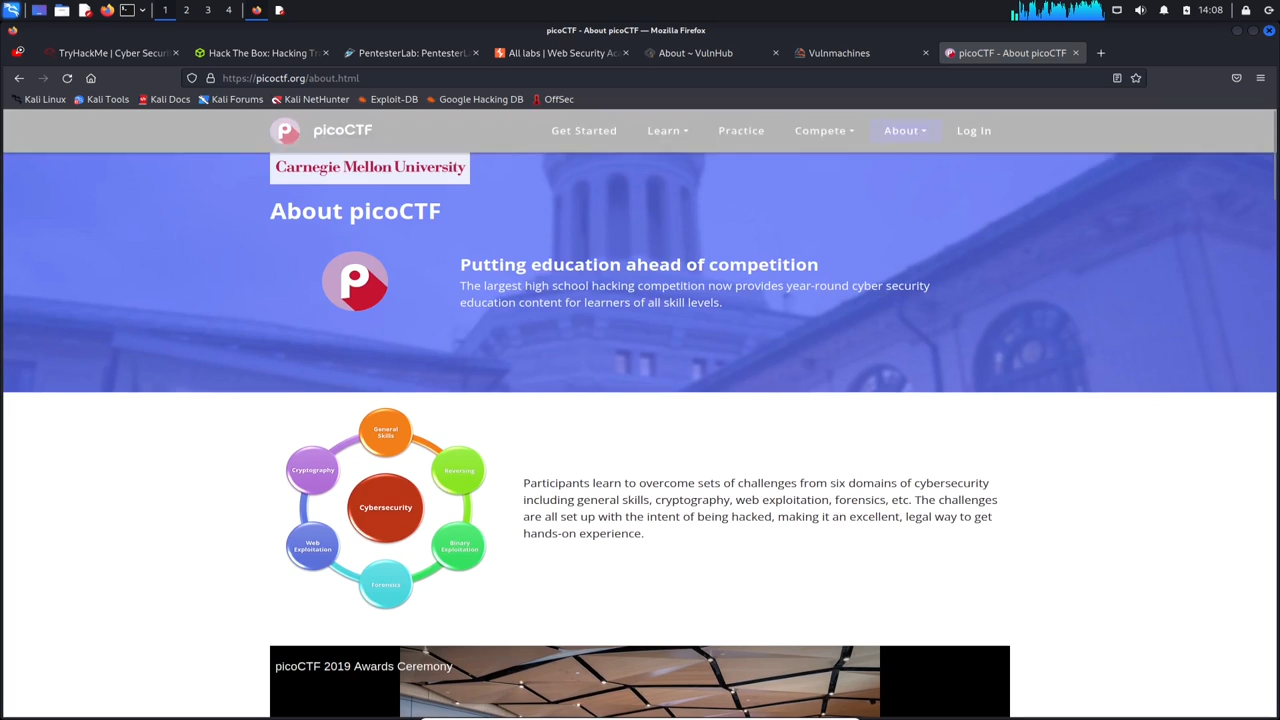 1 2 3 4 14:08
picoCTF - About picoCTF — Mozilla Firefox
TryHackMe | Cyber Secur
Hack The Box: Hacking Tr
PentesterLab: PentesterL
All labs | Web Security Ac
About ~ VulnHub
Vulnmachines
picoCTF - About picoCTF
https://picoctf.org/about.html
Kali Linux Kali Tools Kali Docs Kali Forums Kali NetHunter Exploit-DB Google Hacking DB OffSec
picoCTF Get Started Learn Practice Compete About Log In
Carnegie Mellon University
About picoCTF
Putting education ahead of competition
The largest high school hacking competition now provides year-round cyber security
education content for learners of all skill levels.
General
Skills
Cryptography
Reversing
Cybersecurity
Web
Exploitation
Binary
Exploitation
Forensics
Participants learn to overcome sets of challenges from six domains of cybersecurity
including general skills, cryptography, web exploitation, forensics, etc. The challenges
are all set up with the intent of being hacked, making it an excellent, legal way to get
hands-on experience.
picoCTF 2019 Awards Ceremony